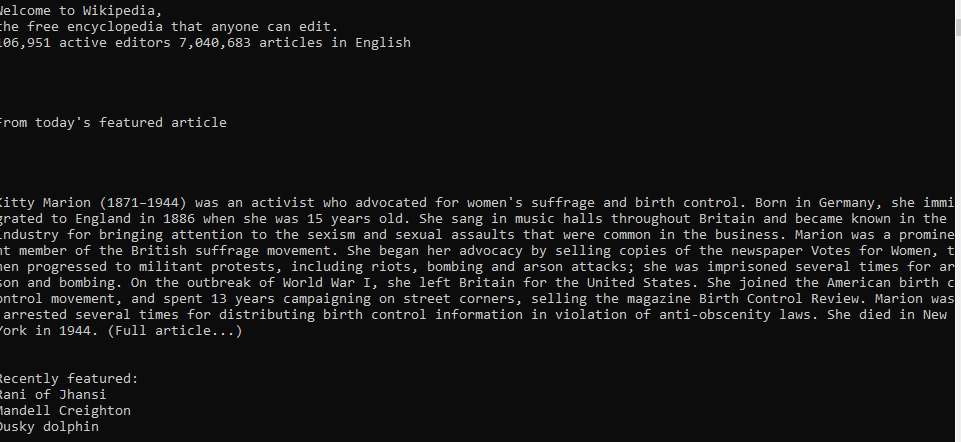 Welcome to Wikipedia,
the free encyclopedia that anyone can edit.
106,951 active editors 7,040,683 articles in English
From today's featured article
Kitty Marion (1871–1944) was an activist who advocated for women's suffrage and birth control. Born in Germany, she immi
grated to England in 1886 when she was 15 years old. She sang in music halls throughout Britain and became known in the
industry for bringing attention to the sexism and sexual assaults that were common in the business. Marion was a promine
nt member of the British suffrage movement. She began her advocacy by selling copies of the newspaper Votes for Women, t
hen progressed to militant protests, including riots, bombing and arson attacks; she was imprisoned several times for ar
son and bombing. On the outbreak of World War I, she left Britain for the United States. She joined the American birth c
ontrol movement, and spent 13 years campaigning on street corners, selling the magazine Birth Control Review. Marion was
arrested several times for distributing birth control information in violation of anti-obscenity laws. She died in New
York in 1944. (Full article...)
Recently featured:
Rani of Jhansi
Mandell Creighton
Dusky dolphin